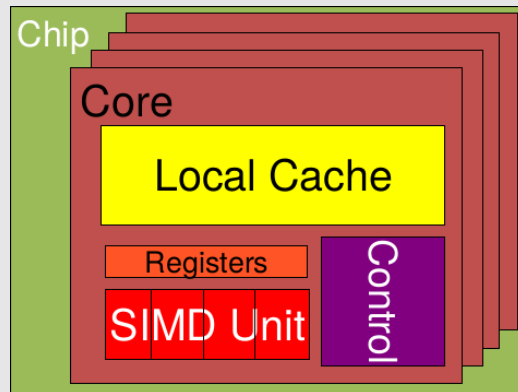 Chip
Core
Local Cache
Registers
SIMD Unit
Control